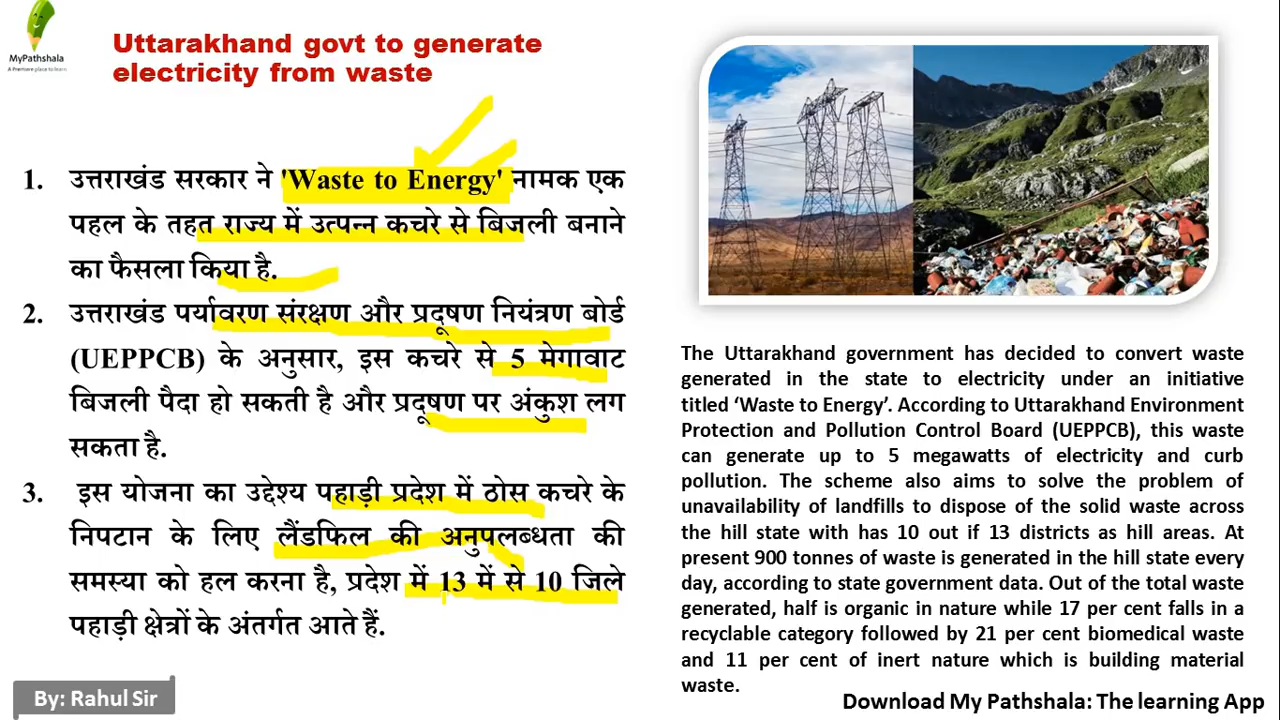 MyPathshala
A Premiere place to learn
Uttarakhand govt to generate
electricity from waste
1. उत्तराखंड सरकार ने 'Waste to Energy' नामक एक
पहल के तहत राज्य में उत्पन्न कचरे से बिजली बनाने
का फैसला किया है.
2. उत्तराखंड पर्यावरण संरक्षण और प्रदूषण नियंत्रण बोर्ड
(UEPPCB) के अनुसार, इस कचरे से 5 मेगावाट
बिजली पैदा हो सकती है और प्रदूषण पर अंकुश लग
सकता है.
3. इस योजना का उद्देश्य पहाड़ी प्रदेश में ठोस कचरे के
निपटान के लिए लैंडफिल की अनुपलब्धता की
समस्या को हल करना है, प्रदेश में 13 में से 10 जिले
पहाड़ी क्षेत्रों के अंतर्गत आते हैं.
The Uttarakhand government has decided to convert waste
generated in the state to electricity under an initiative
titled ‘Waste to Energy’. According to Uttarakhand Environment
Protection and Pollution Control Board (UEPPCB), this waste
can generate up to 5 megawatts of electricity and curb
pollution. The scheme also aims to solve the problem of
unavailability of landfills to dispose of the solid waste across
the hill state with has 10 out if 13 districts as hill areas. At
present 900 tonnes of waste is generated in the hill state every
day, according to state government data. Out of the total waste
generated, half is organic in nature while 17 per cent falls in a
recyclable category followed by 21 per cent biomedical waste
and 11 per cent of inert nature which is building material
waste.
By: Rahul Sir
Download My Pathshala: The learning App